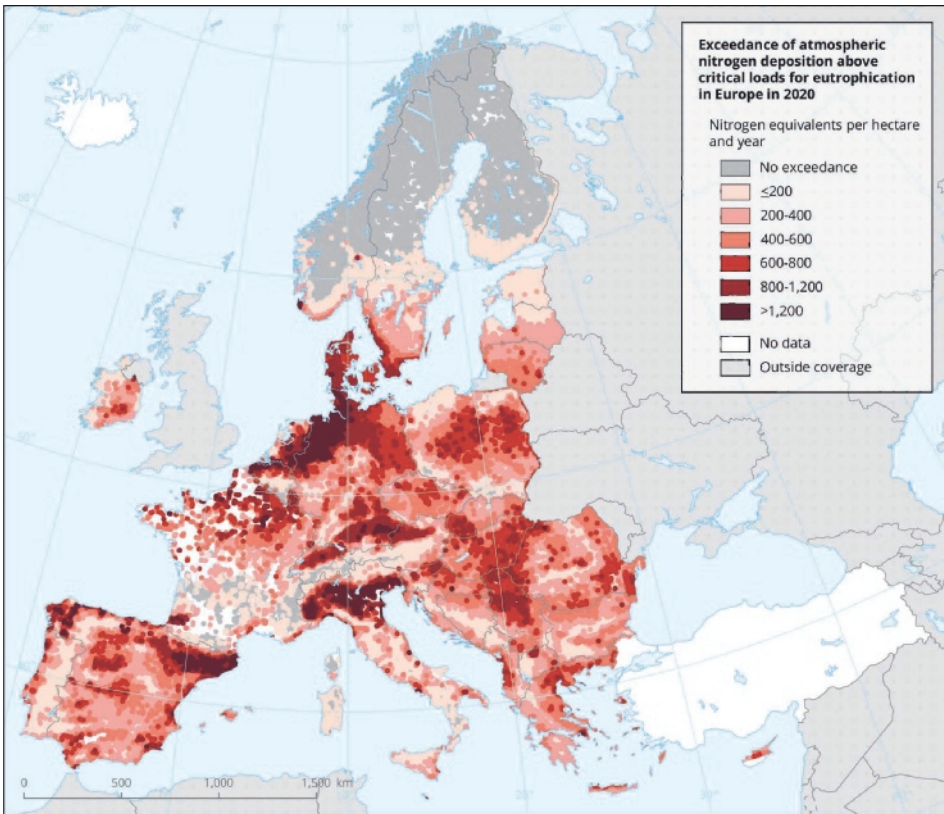 Exceedance of atmospheric
nitrogen deposition above
critical loads for eutrophication
in Europe in 2020
Nitrogen equivalents per hectare
and year
No exceedance
≤200
200-400
400-600
600-800
800-1,200
>1,200
No data
Outside coverage
0 500 1,000 1,500 km